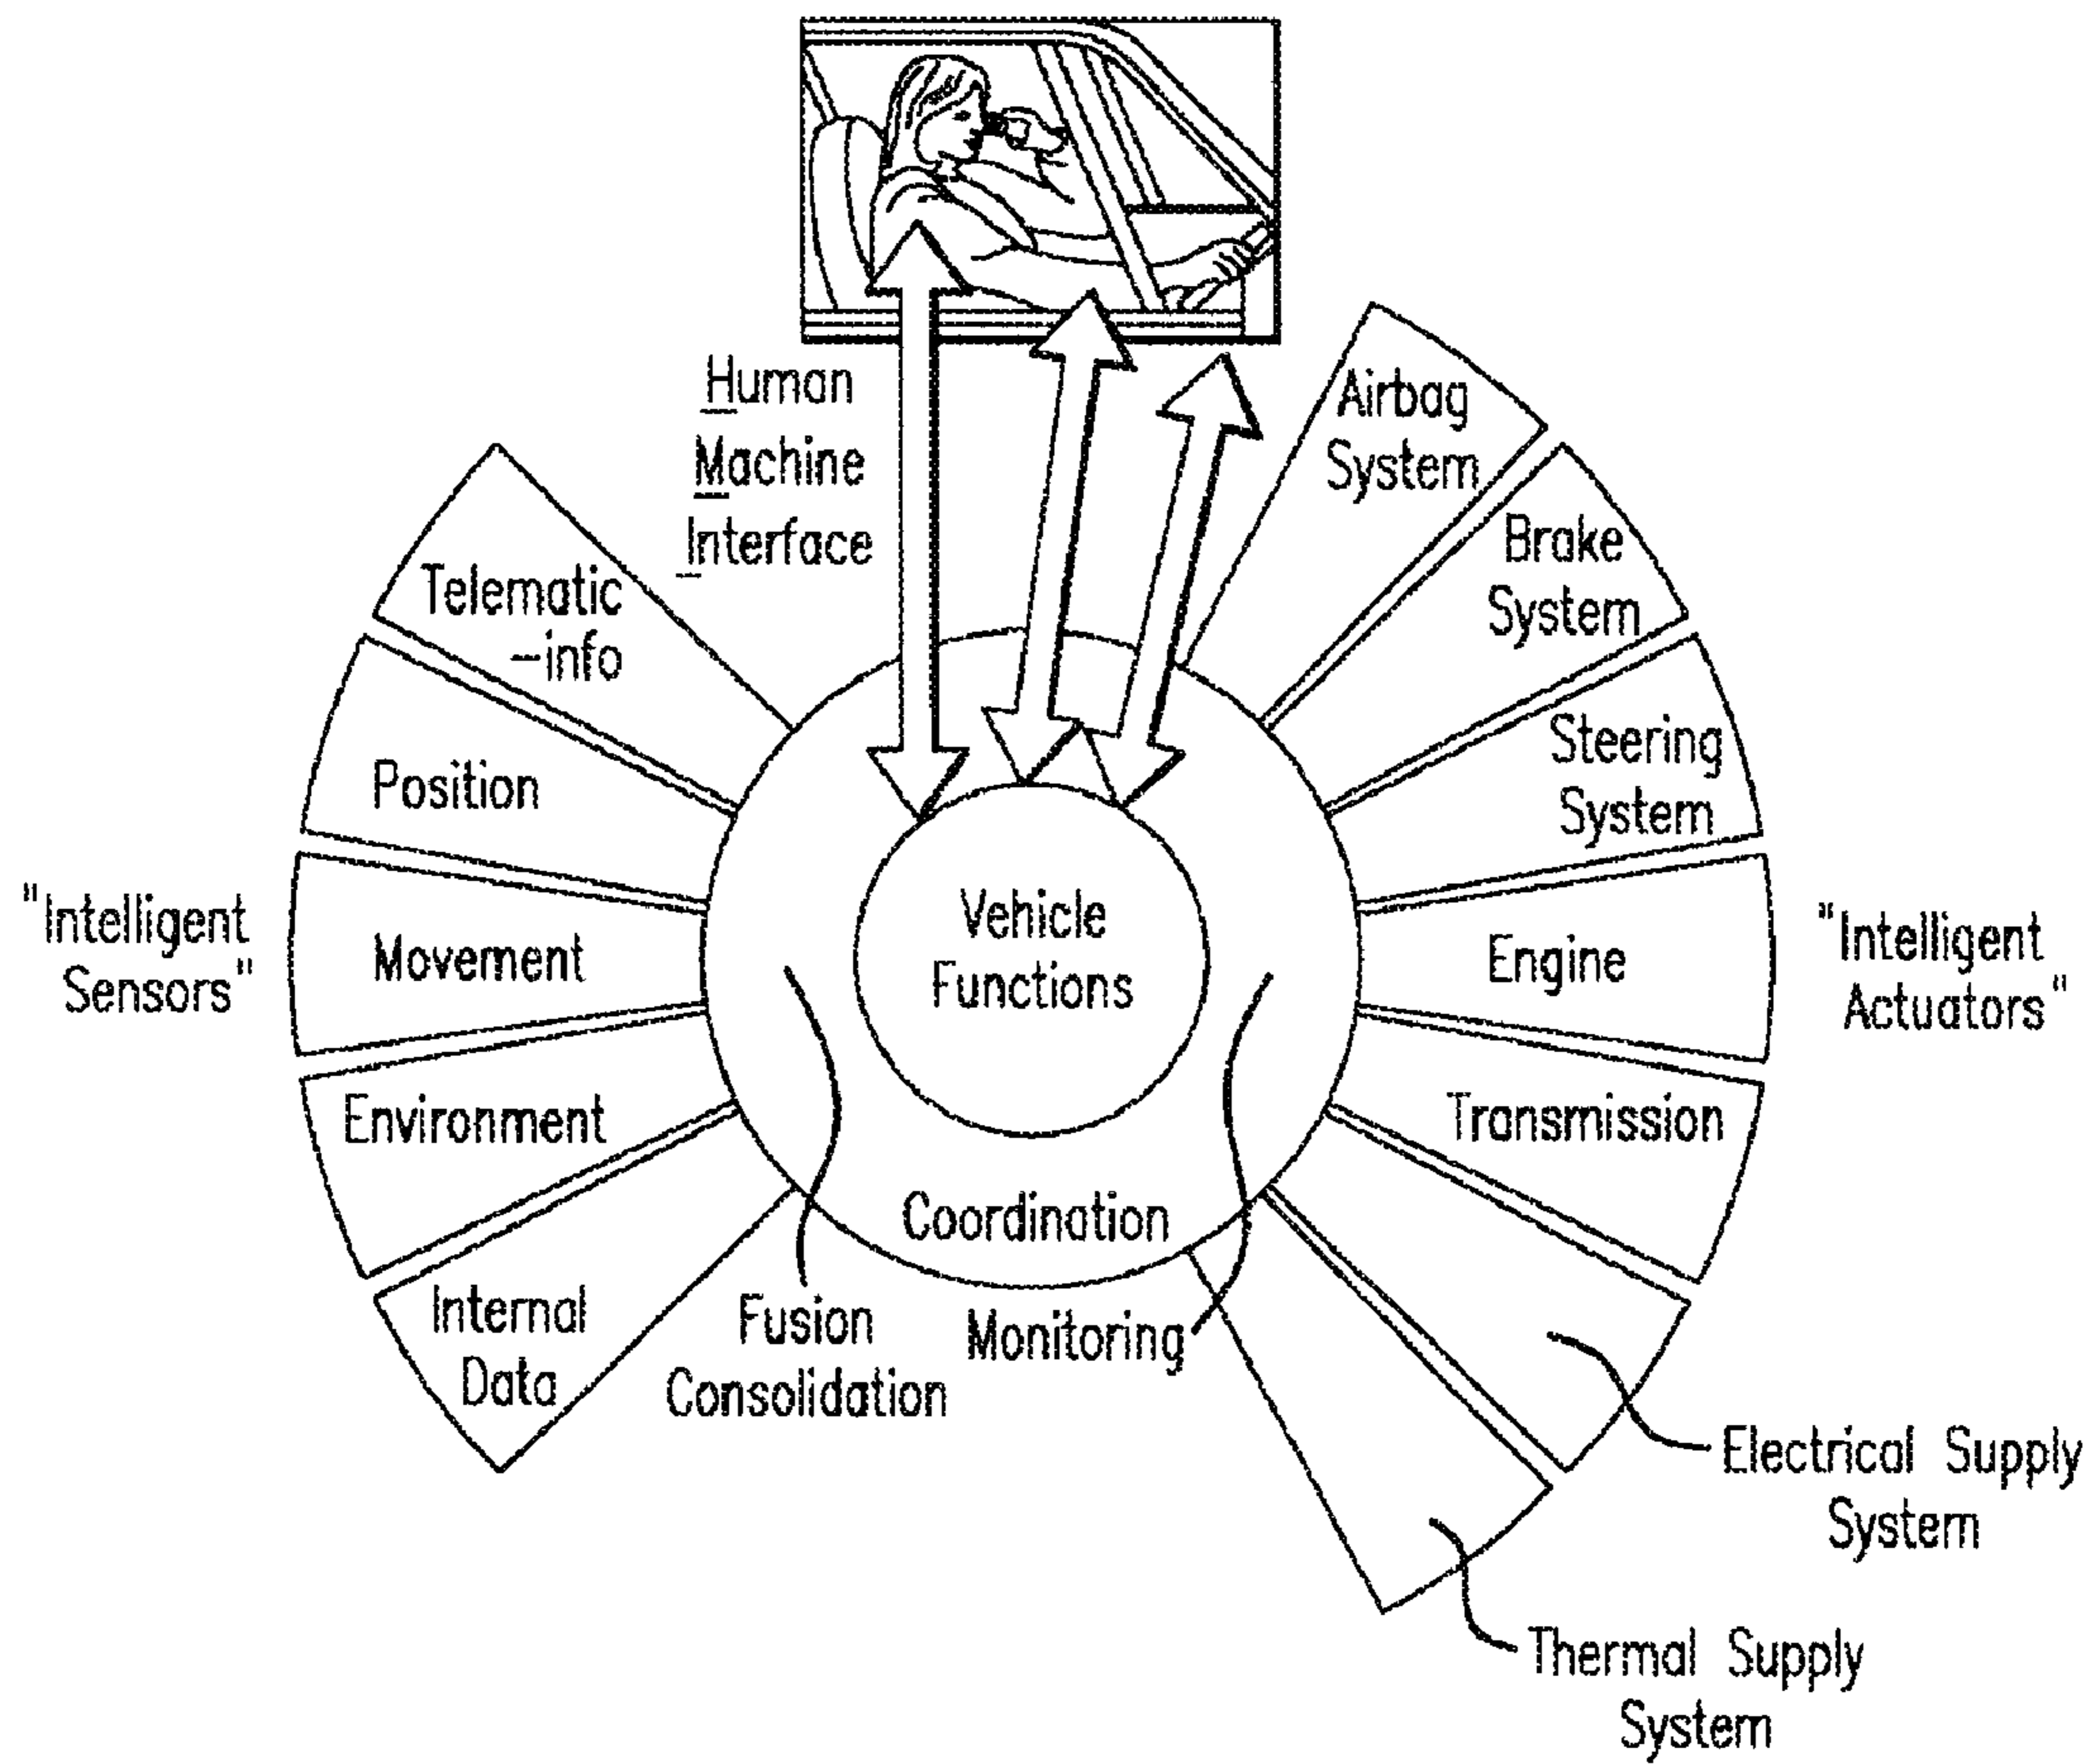 Human
Machine
Interface
Airbag
System
Brake
System
Steering
System
Engine
Transmission
Electrical Supply
System
Thermal Supply
System
"Intelligent
Actuators"
Telematic
-info
Position
Movement
Environment
Internal
Data
"Intelligent
Sensors"
Vehicle
Functions
Coordination
Fusion
Consolidation
Monitoring